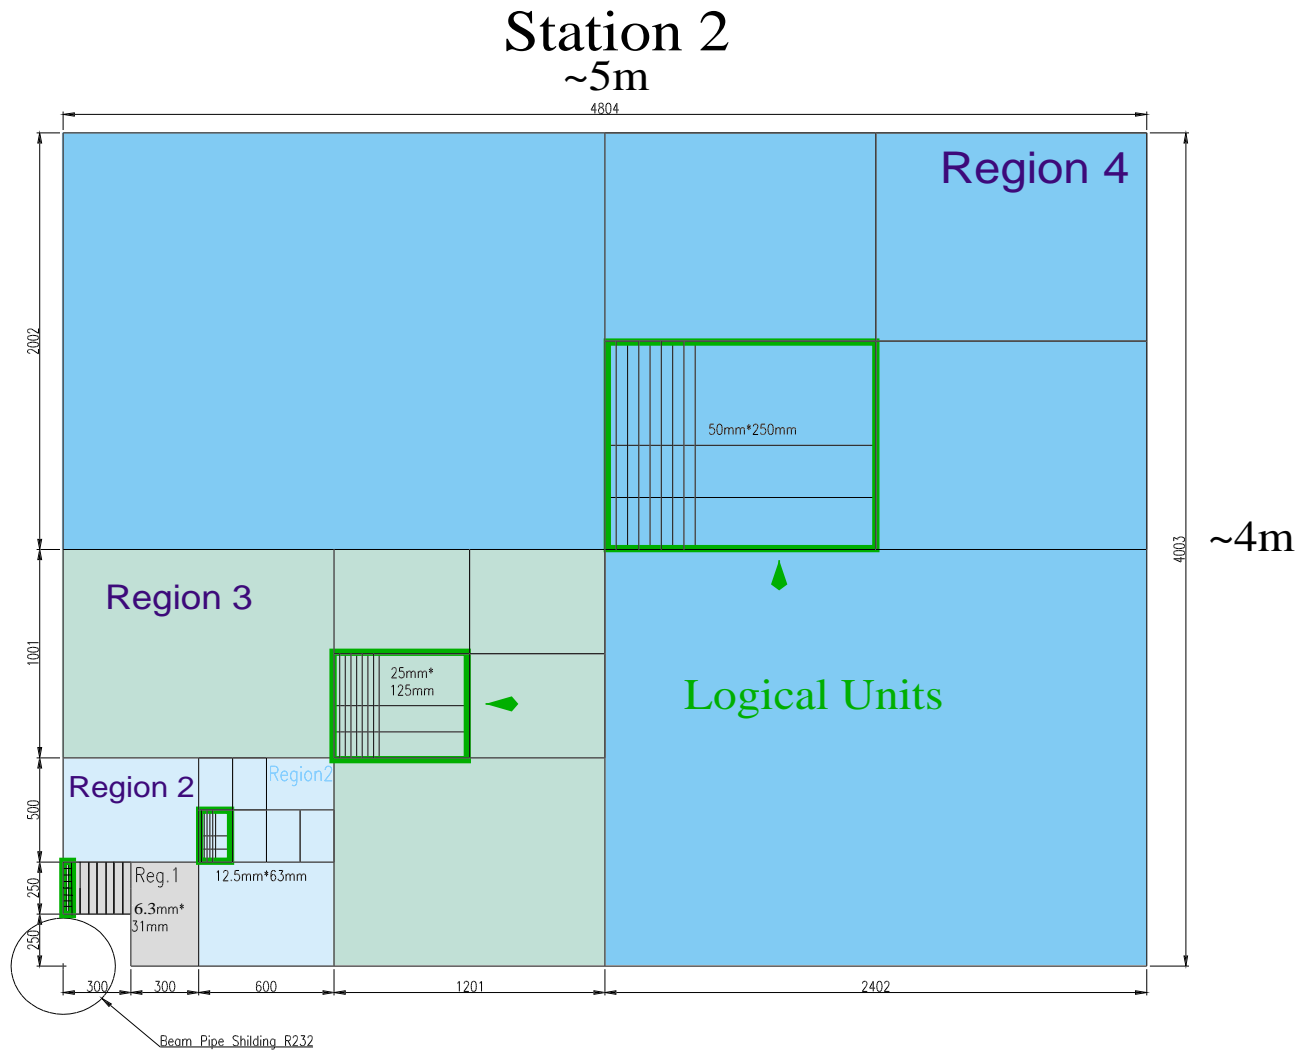 Station 2
~5m
4804
Region 4
2002
50mm*250mm
4003
~4m
Region 3
1001
25mm*
125mm
Logical Units
Region 2
Region2
500
12.5mm*63mm
Reg.1
250
6.3mm*
31mm
250
300
300
600
1201
2402
Beam Pipe Shilding R232